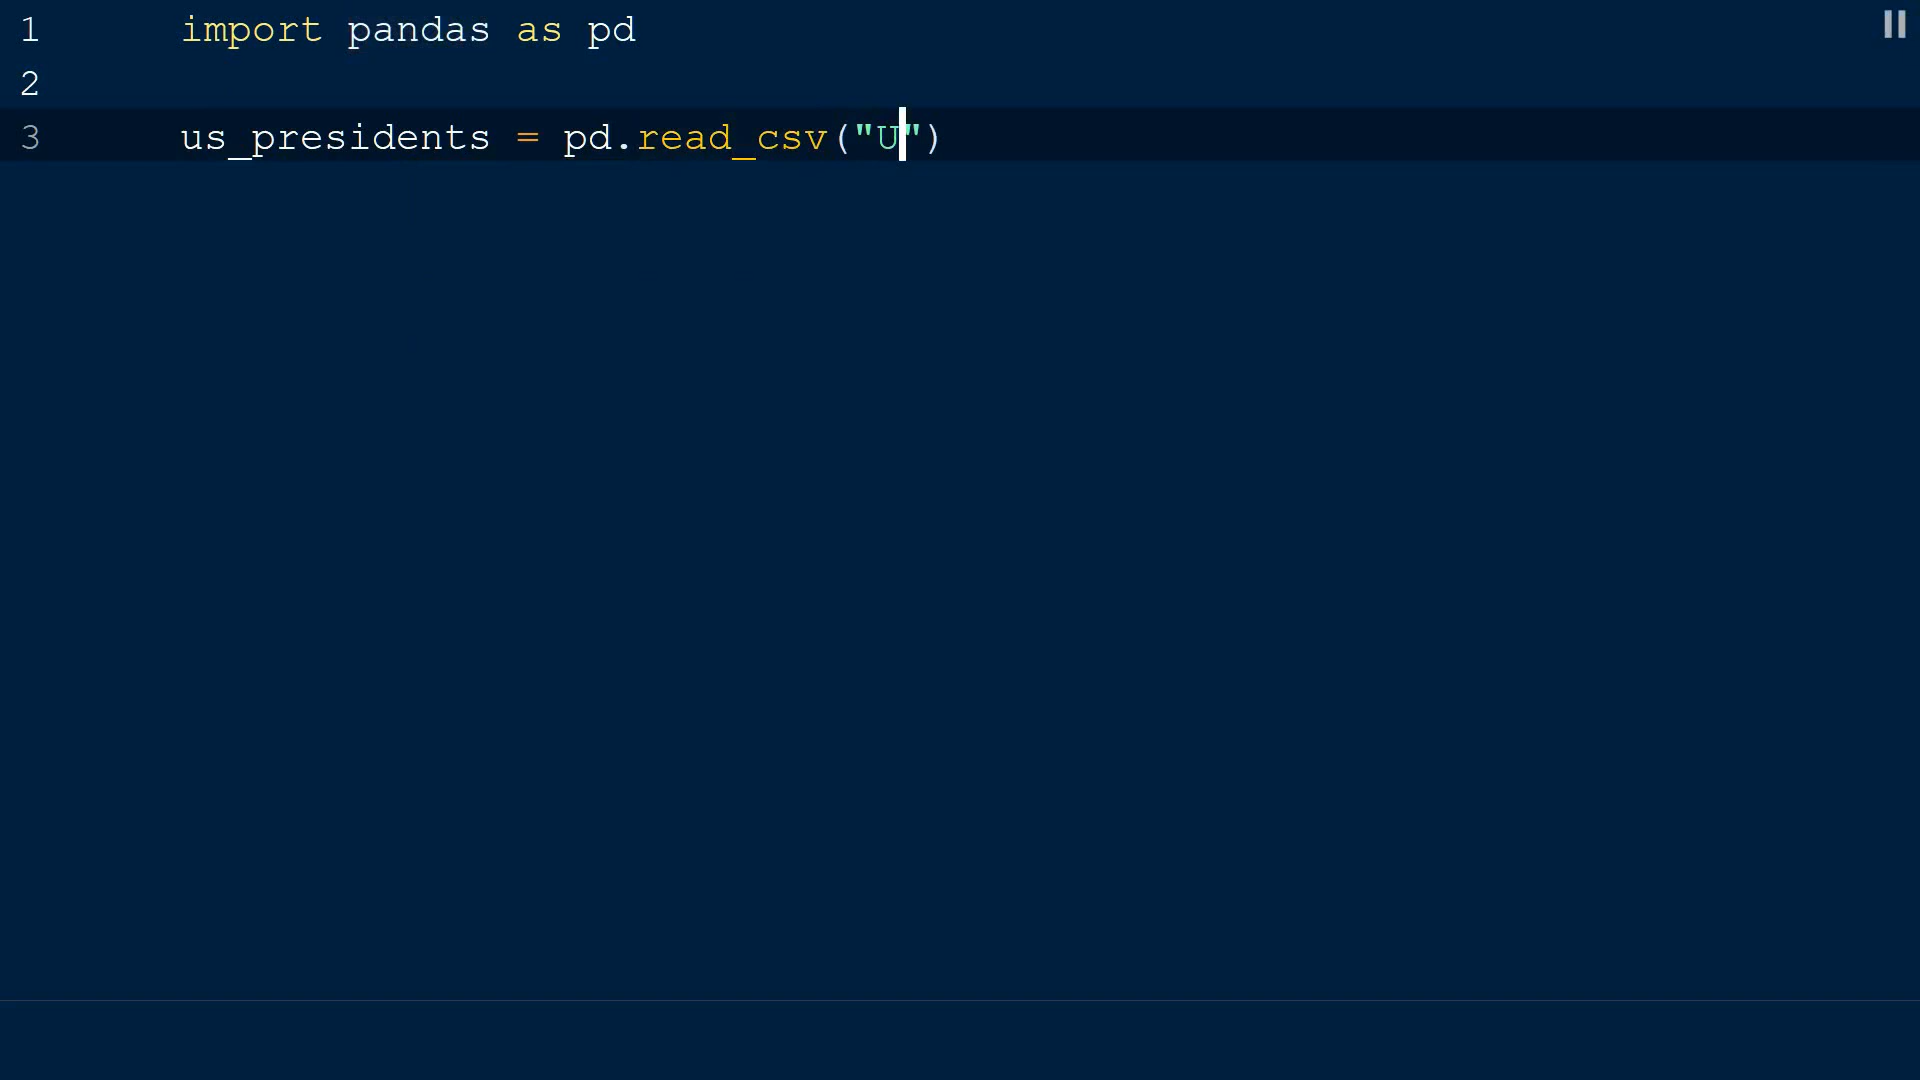 1 import pandas as pd
2
3 us_presidents = pd.read_csv("U")